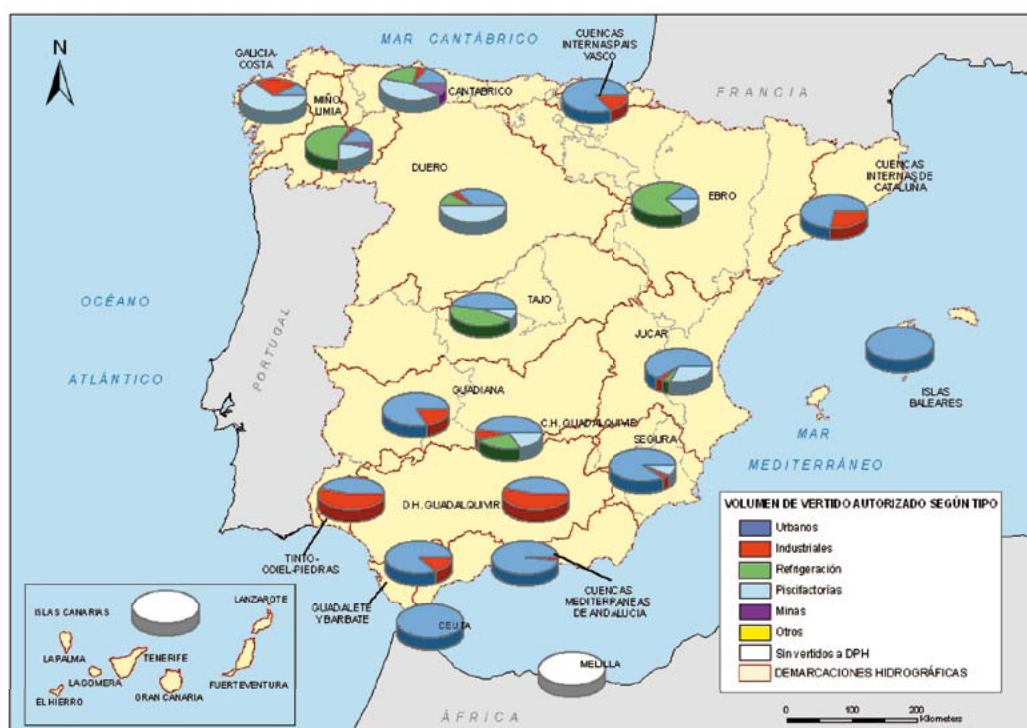 MAR CANTÁBRICO
CUENCAS
INTERNASPAIS
VASCO
N
GALICIA-
COSTA
CANTABRICO
FRANCIA
MIÑO
LIMIA
DUERO
EBRO
CUENCAS
INTERNAS DE
CATALUÑA
OCÉANO
ATLÁNTICO
PORTUGAL
TAJO
JUCAR
ISLAS
BALEARES
GUADIANA
C.H. GUADALQUIVIR
SEGURA
MAR
MEDITERRÁNEO
D.H. GUADALQUIVIR
TINTO-
ODIEL-PIEDRAS
GUADALETE
Y BARBATE
CUENCAS
MEDITERRANEAS
DE ANDALUCIA
CEUTA
MELILLA
ÁFRICA
ISLAS CANARIAS
LANZAROTE
LA PALMA
TENERIFE
LA GOMERA
EL HIERRO
GRAN CANARIA
FUERTEVENTURA
VOLUMEN DE VERTIDO AUTORIZADO SEGÚN TIPO
Urbanos
Industriales
Refrigeración
Piscifactorías
Minas
Otros
Sin vertidos a DPH
DEMARCACIONES HIDROGRÁFICAS
0 100 200
Kilometers